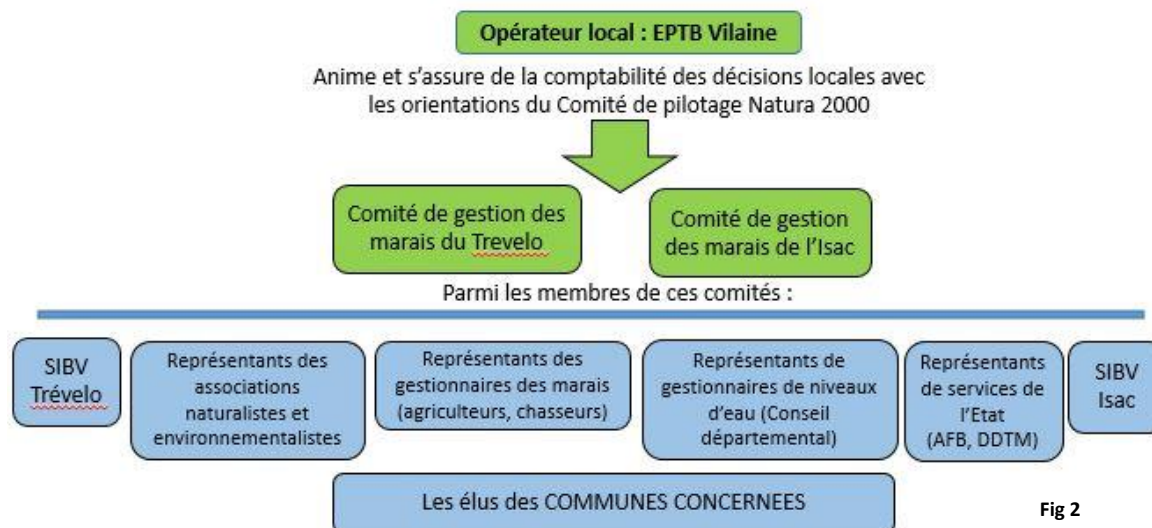 Opérateur local : EPTB Vilaine
Anime et s'assure de la comptabilité des décisions locales avec
les orientations du Comité de pilotage Natura 2000
Comité de gestion des
marais du Trevelo
Comité de gestion
des marais de l'Isac
Parmi les membres de ces comités :
SIBV
Trévelo
Représentants des
associations
naturalistes et
environnementalistes
Représentants des
gestionnaires des marais
(agriculteurs, chasseurs)
Représentants de
gestionnaires de niveaux
d'eau (Conseil
départemental)
Représentants
de services de
l'Etat
(AFB, DDTM)
SIBV
Isac
Les élus des COMMUNES CONCERNEES
Fig 2